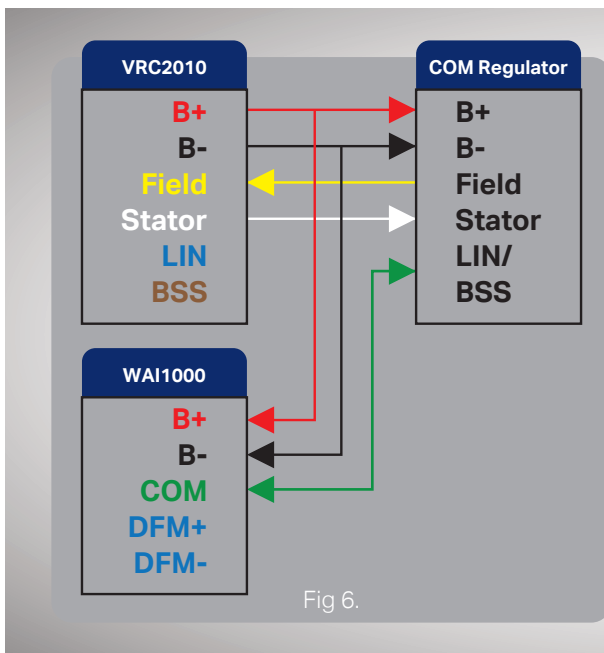 VRC2010
B+
B-
Field
Stator
LIN
BSS
COM Regulator
B+
B-
Field
Stator
LIN/
BSS
WAI1000
B+
B-
COM
DFM+
DFM-
Fig 6.